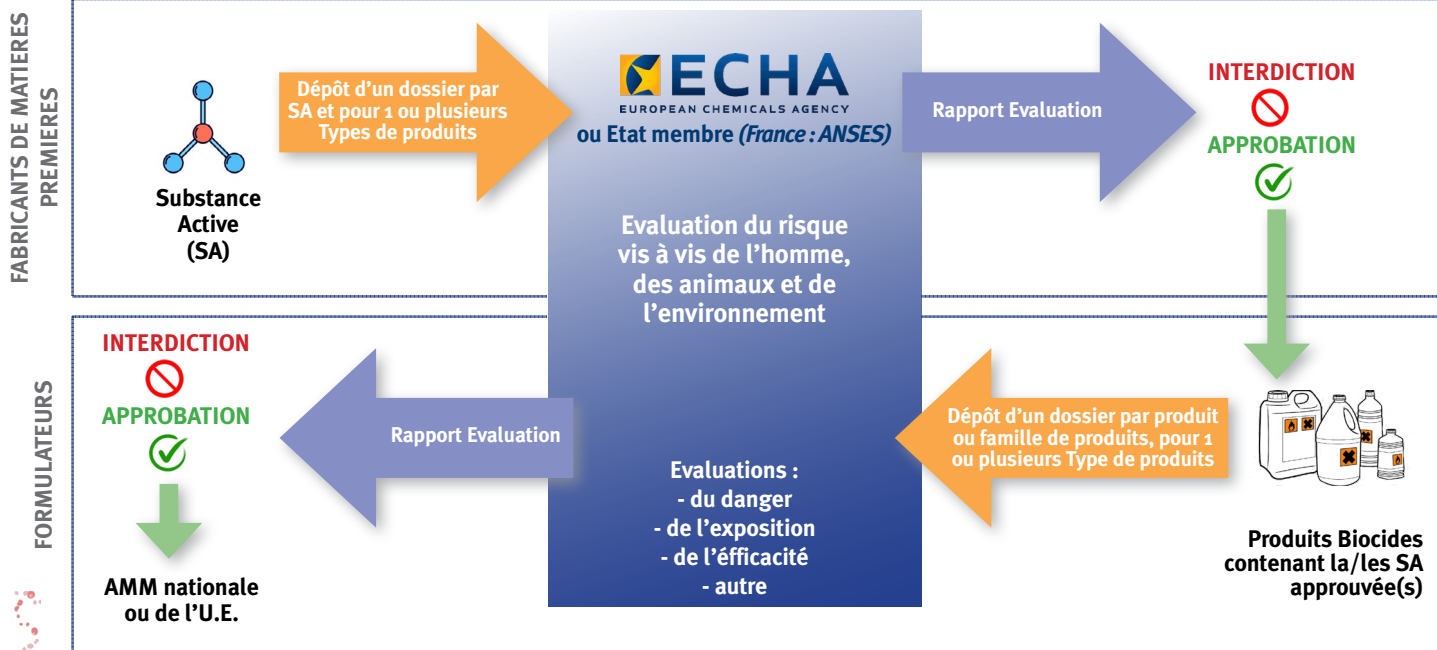 FABRICANTS DE MATIERES
PREMIERES
Substance
Active
(SA)
Dépôt d’un dossier par
SA et pour 1 ou plusieurs
Types de produits
ECHA
EUROPEAN CHEMICALS AGENCY
ou Etat membre (France : ANSES)
Evaluation du risque
vis à vis de l’homme,
des animaux et de
l’environnement
Rapport Evaluation
INTERDICTION
APPROBATION
FORMULATEURS
Produits Biocides
contenant la/les SA
approuvée(s)
Dépôt d’un dossier par produit
ou famille de produits, pour 1
ou plusieurs Type de produits
Evaluations :
- du danger
- de l’exposition
- de l’éfficacité
- autre
Rapport Evaluation
INTERDICTION
APPROBATION
AMM nationale
ou de l’U.E.